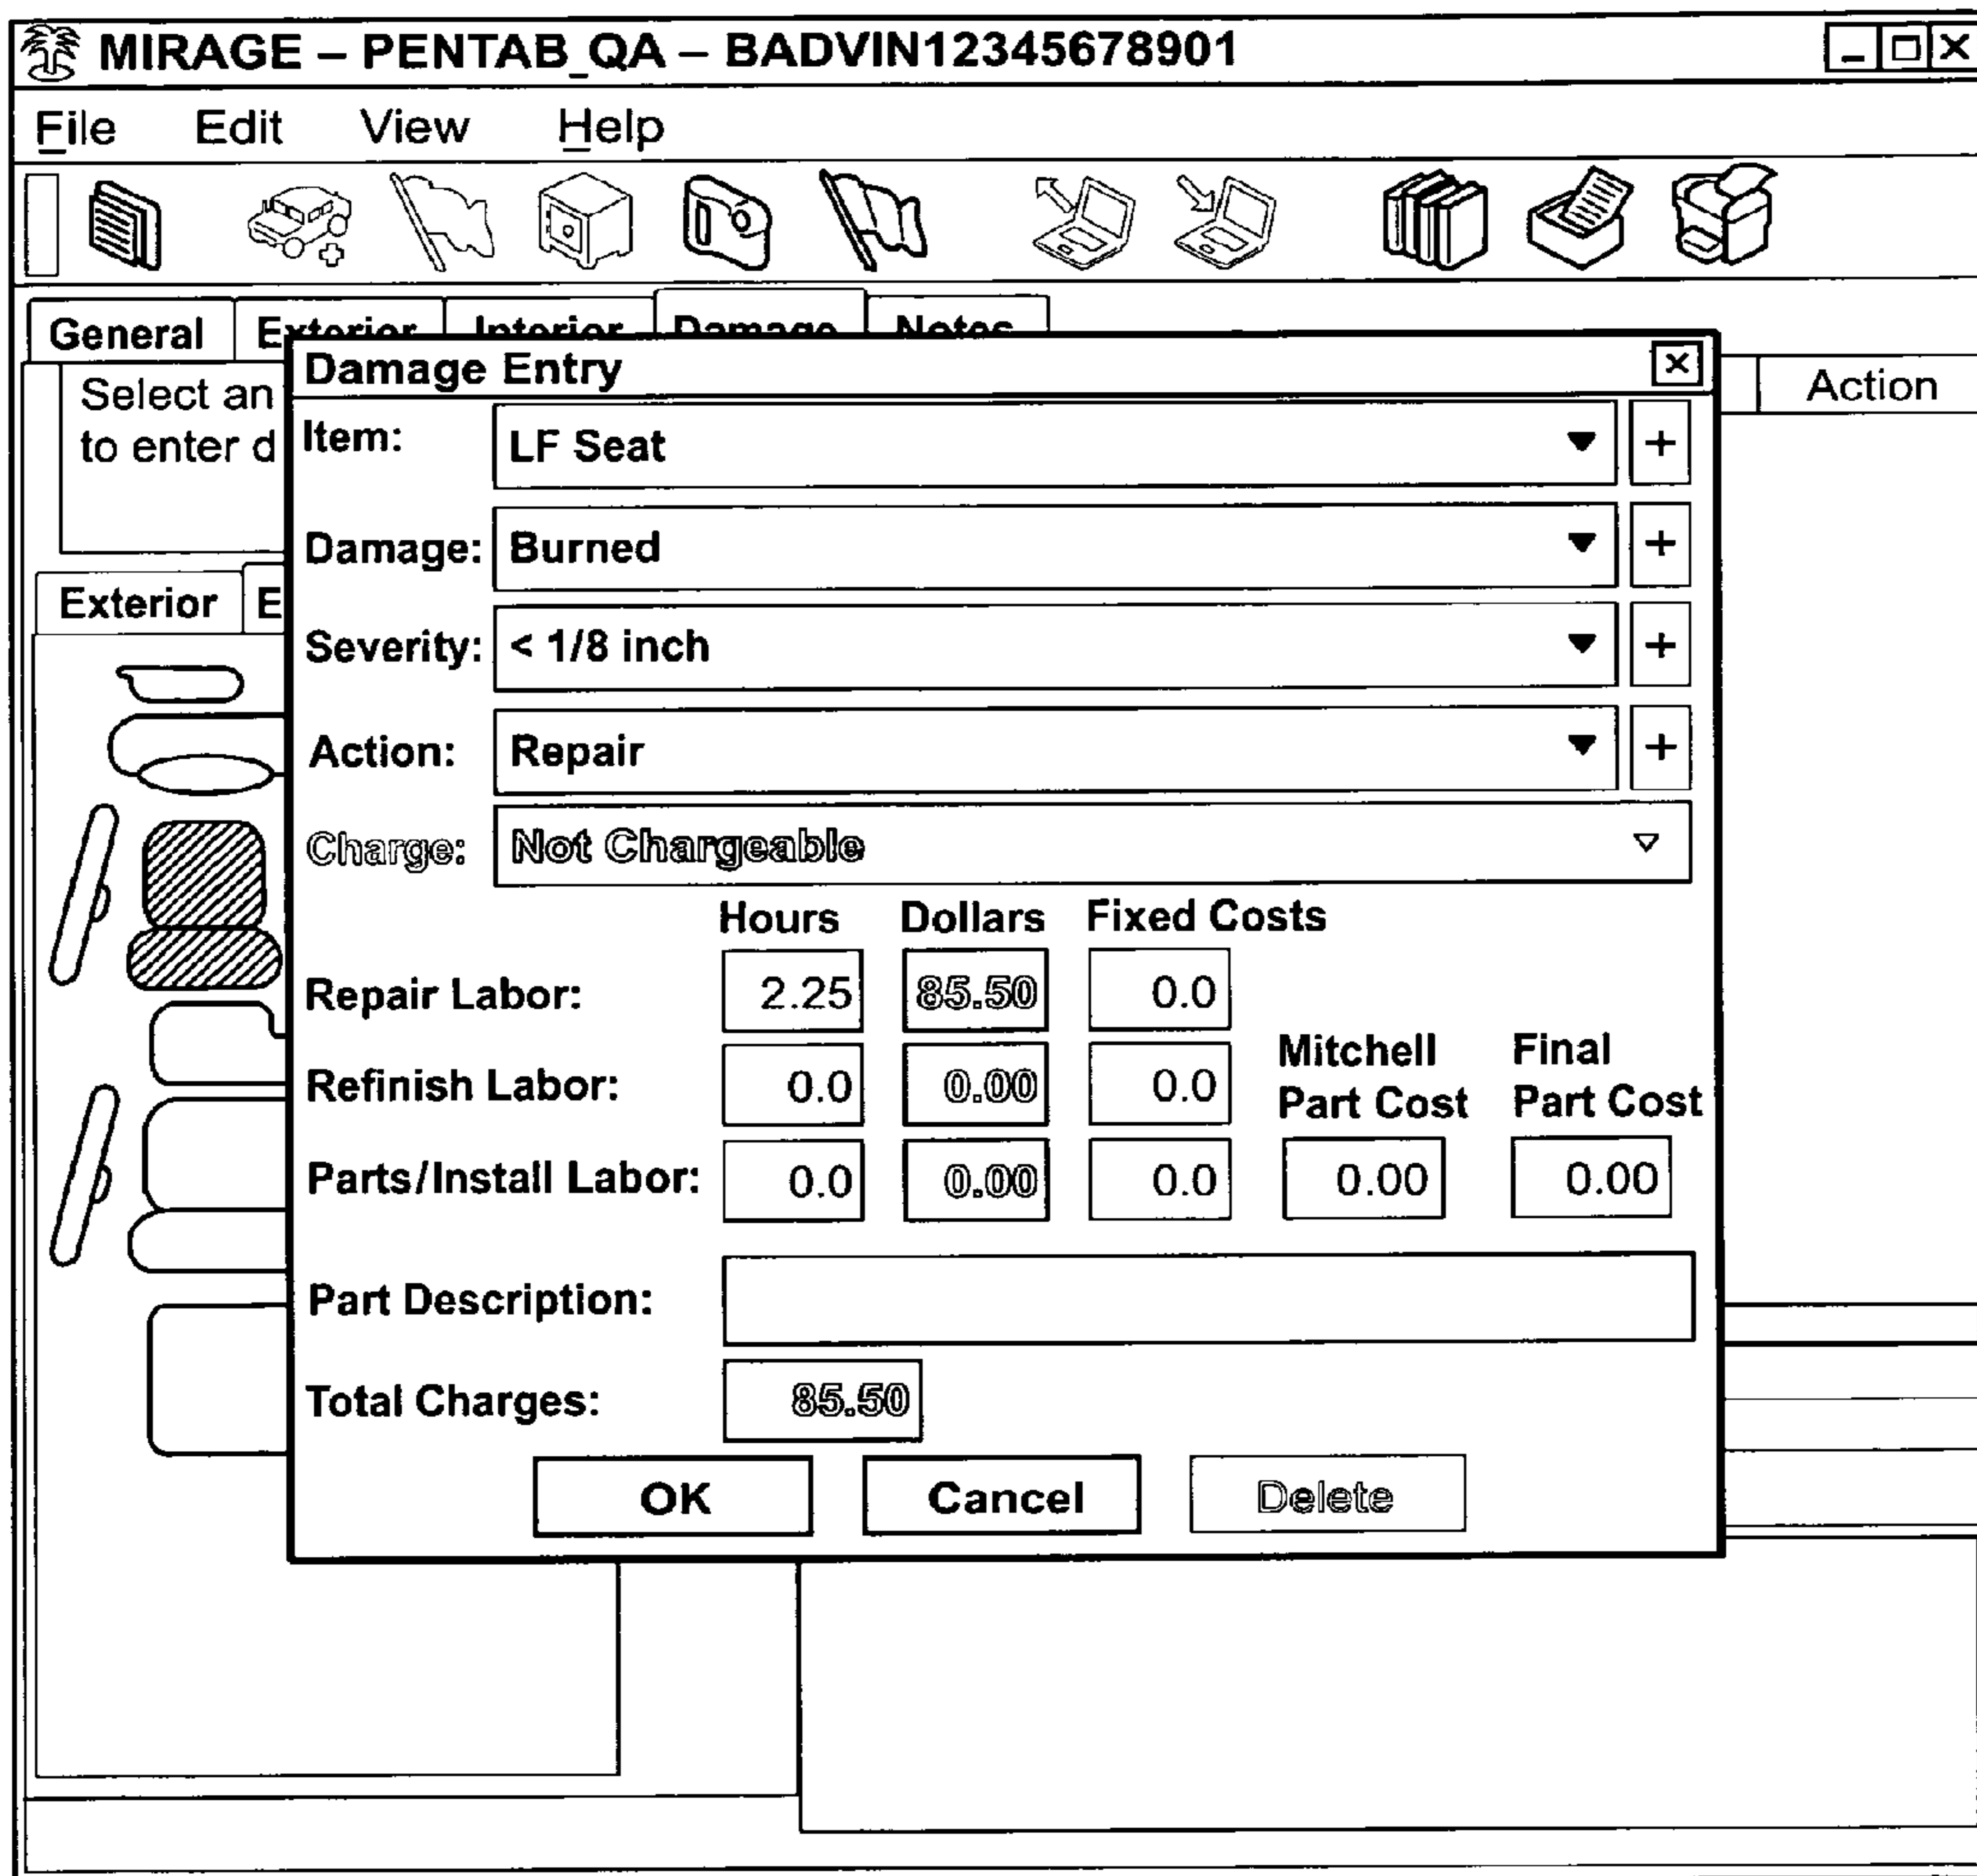 MIRAGE – PENTAB_QA – BADVIN12345678901
File Edit View Help
General Exterior Interior Damage Notes
Select an
to enter d
Action
Damage Entry
Item: LF Seat +
Damage: Burned +
Exterior E
Severity: < 1/8 inch +
Action: Repair +
Charge: Not Chargeable
Hours Dollars Fixed Costs
Repair Labor: 2.25 85.50 0.0
Mitchell Final
Refinish Labor: 0.0 0.00 0.0 Part Cost Part Cost
Parts/Install Labor: 0.0 0.00 0.0 0.00 0.00
Part Description:
Total Charges: 85.50
OK Cancel Delete